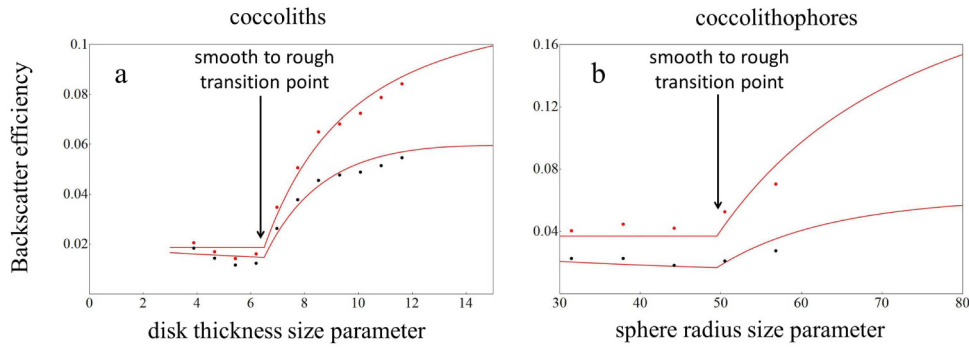 coccoliths
coccolithophores
Backscatter efficiency
a
smooth to rough
transition point
0.1
0.08
0.06
0.04
0.02
0 2 4 6 8 10 12 14
disk thickness size parameter
b
smooth to rough
transition point
0.16
0.12
0.08
0.04
30 40 50 60 70 80
sphere radius size parameter